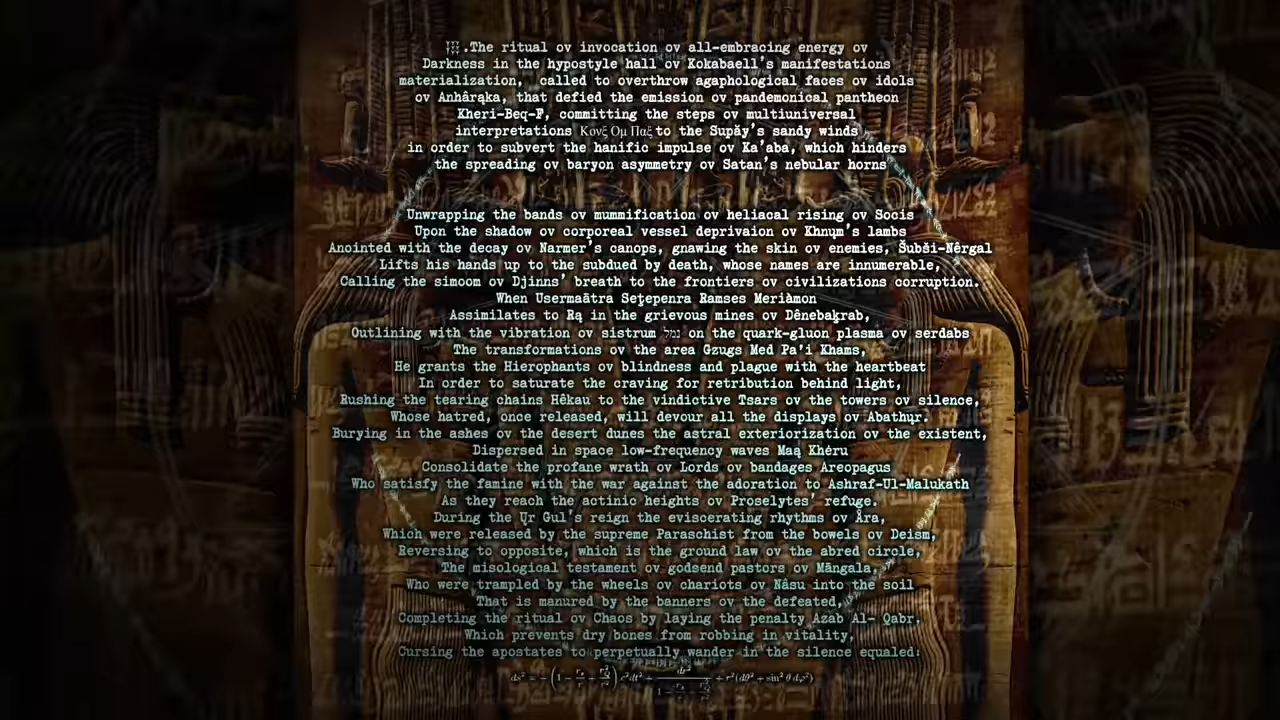 .The ritual ov invocation ov all-embracing energy ov
Darkness in the hypostyle hall ov Kokabaell's manifestations
materialization, called to overthrow agaphological faces ov idols
ov Anhârąka, that defied the emission ov pandemonical pantheon
Kheri-Beq-₣, committing the steps ov multiuniversal
interpretations Κονξ Ομ Παξ to the Supăy's sandy winds
in order to subvert the hanific impulse ov Ka'aba, which hinders
the spreading ov baryon asymmetry ov Satan's nebular horns
Unwrapping the bands ov mummification ov heliacal rising ov Socis
Upon the shadow ov corporeal vessel deprivaion ov Khnųm's lambs
Anointed with the decay ov Narmer's canops, gnawing the skin ov enemies, Šubǎi-Nêrgal
Lifts his hands up to the subdued by death, whose names are innumerable,
Calling the simoom ov Djinns' breath to the frontiers ov civilizations corruption.
When Usermaātra Seţepenra Ramses Meriàmon
Assimilates to Rą in the grievous mines ov Dênebaķrab,
Outlining with the vibration ov sistrum on the quark-gluon plasma ov serdabs
The transformations ov the area Gzugs Med Pa'i Khams,
He grants the Hierophants ov blindness and plague with the heartbeat
In order to saturate the craving for retribution behind light,
Rushing the tearing chains Hêkau to the vindictive Tsars ov the towers ov silence,
Whose hatred, once released, will devour all the displays ov Abathųr.
Burying in the ashes ov the desert dunes the astral exteriorization ov the existent,
Dispersed in space low-frequency waves Maą Khėru
Consolidate the profane wrath ov Lords ov bandages Areopagus
Who satisfy the famine with the war against the adoration to Ashraf-Ul-Malukath
As they reach the actinic heights ov Proselytes' refuge.
During the Ųr Gul's reign the eviscerating rhythms ov Åra,
Which were released by the supreme Paraschist from the bowels ov Deism,
Reversing to opposite, which is the ground law ov the abred circle,
The misological testament ov godsend pastors ov Māngala,
Who were trampled by the wheels ov chariots ov Nâsu into the soil
That is manured by the banners ov the defeated,
Completing the ritual ov Chaos by laying the penalty Azab Al- Qabr,
Which prevents dry bones from robbing in vitality,
Cursing the apostates to perpetually wander in the silence equaled: